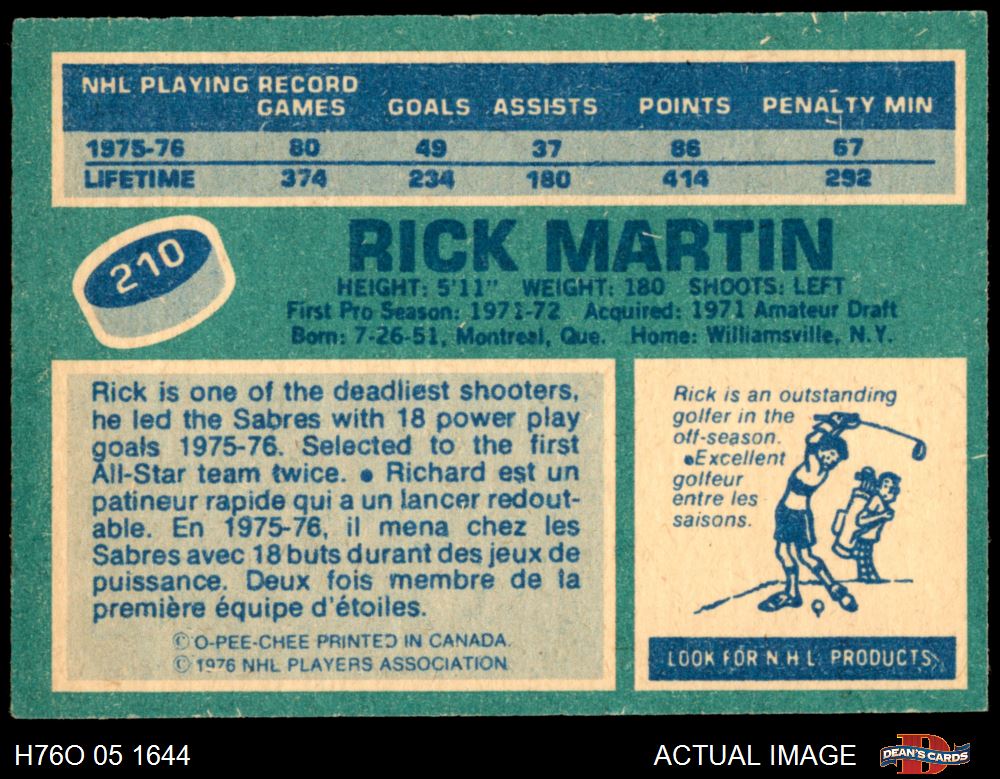 NHL PLAYING RECORD
GAMES GOALS ASSISTS POINTS PENALTY MIN
1975-76 80 49 37 86 67
LIFETIME 374 234 180 414 292
210
RICK MARTIN
HEIGHT: 5'11" WEIGHT: 180 SHOOTS: LEFT
First Pro Season: 1971-72 Acquired: 1971 Amateur Draft
Born: 7-26-51, Montreal, Que. Home: Williamsville, N.Y.
Rick is one of the deadliest shooters,
he led the Sabres with 18 power play
goals 1975-76. Selected to the first
All-Star team twice. ● Richard est un
patineur rapide qui a un lancer redout-
able. En 1975-76, il mena chez les
Sabres avec 18 buts durant des jeux de
puissance. Deux fois membre de la
première équipe d'étoiles.
© O-PEE-CHEE PRINTED IN CANADA.
© 1976 NHL PLAYERS ASSOCIATION
Rick is an outstanding
golfer in the
off-season.
●Excellent
golfeur
entre les
saisons.
LOOK FOR N H L PRODUCTS
H76O 05 1644
ACTUAL IMAGE
D
DEAN'S CARDS